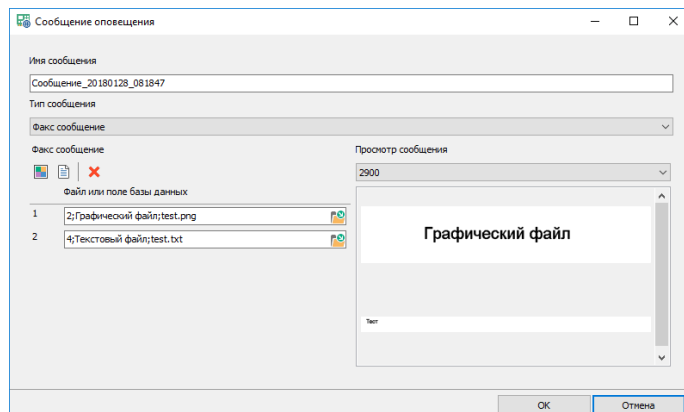 Сообщение оповещения
Имя сообщения
Сообщение_20180128_081847
Тип сообщения
Факс сообщение
Факс сообщение
Просмотр сообщения
2900
Файл или поле базы данных
1
2;Графический файл;test.png
2
4;Текстовый файл;test.txt
Графический файл
Тест
OK
Отмена